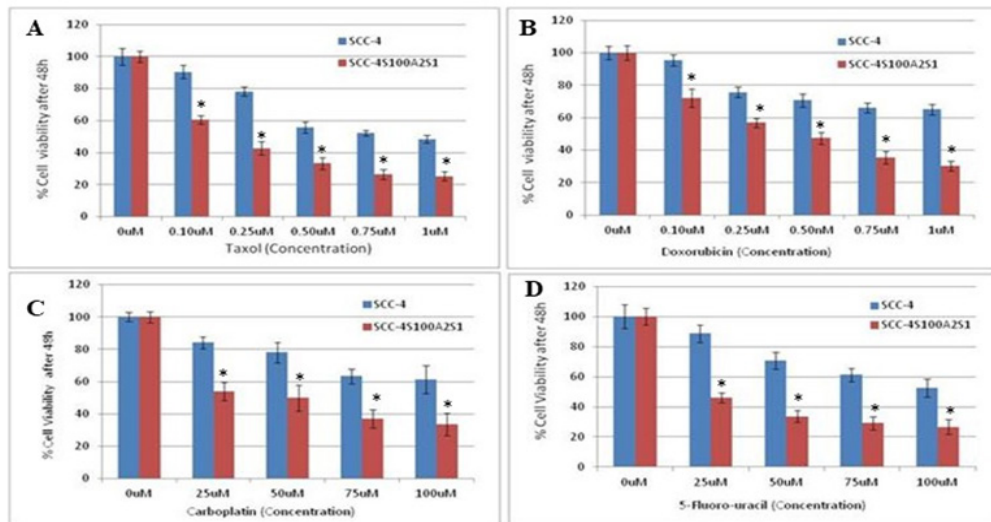 A
120
100
80
60
40
20
0
% Cell viability after 48h
SCC-4
SCC-4S100A2S1
* * * * *
0uM 0.10uM 0.25uM 0.50uM 0.75uM 1uM
Taxol (Concentration)
B
120
100
80
60
40
20
0
% Cell viability after 48h
SCC-4
SCC-4S100A2S1
* * * * *
0uM 0.10uM 0.25uM 0.50nM 0.75uM 1uM
Doxorubicin (Concentration)
C
120
100
80
60
40
20
0
% Cell Viability after 48h
SCC-4
SCC-4S100A2S1
* * * *
0uM 25uM 50uM 75uM 100uM
Carboplatin (Concentration)
D
120
100
80
60
40
20
0
% Cell Viability after 48h
SCC-4
SCC-4S100A2S1
* * * *
0uM 25uM 50uM 75uM 100uM
5-Fluoro-uracil (Concentration)